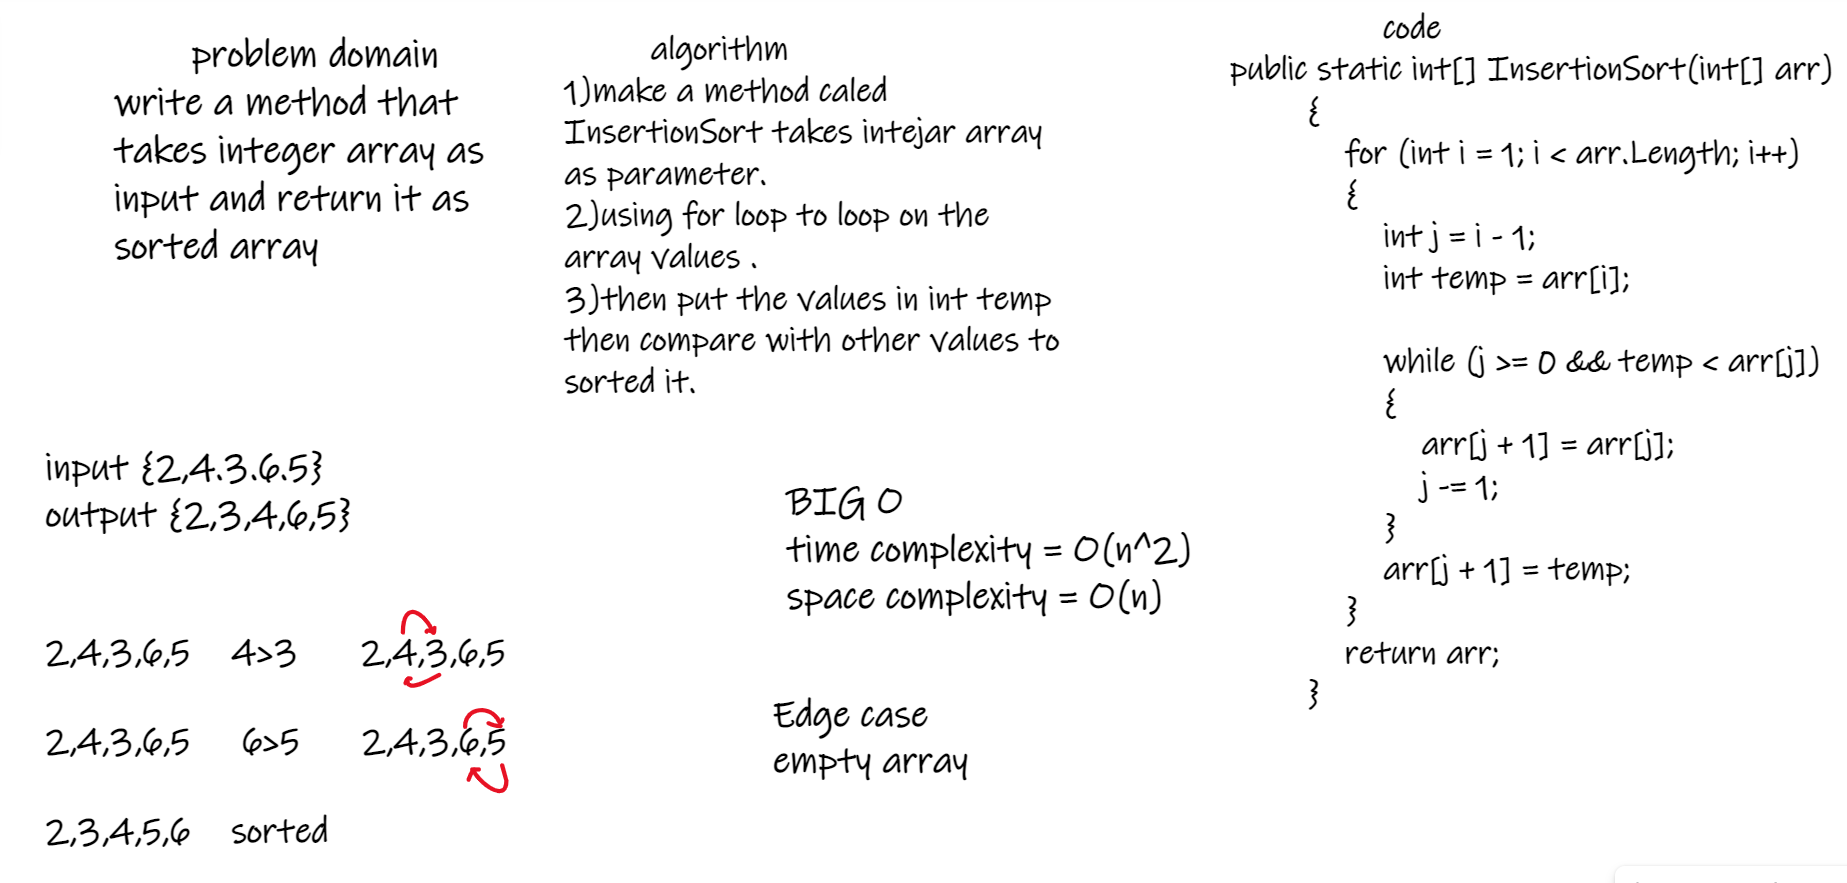 problem domain
write a method that
takes integer array as
input and return it as
sorted array
input {2,4.3.6.5}
output {2,3,4,6,5}
2,4,3,6,5 4>3 2,4,3,6,5
2,4,3,6,5 6>5 2,4,3,6,5
2,3,4,5,6 sorted
algorithm
1)make a method caled
InsertionSort takes intejar array
as parameter.
2)using for loop to loop on the
array values .
3)then put the values in int temp
then compare with other values to
sorted it.
BIG O
time complexity = O(n^2)
space complexity = O(n)
Edge case
empty array
code
public static int[] InsertionSort(int[] arr)
{
for (int i = 1; i < arr.Length; i++)
{
int j = i - 1;
int temp = arr[i];
while (j >= 0 && temp < arr[j])
{
arr[j + 1] = arr[j];
j -= 1;
}
arr[j + 1] = temp;
}
return arr;
}